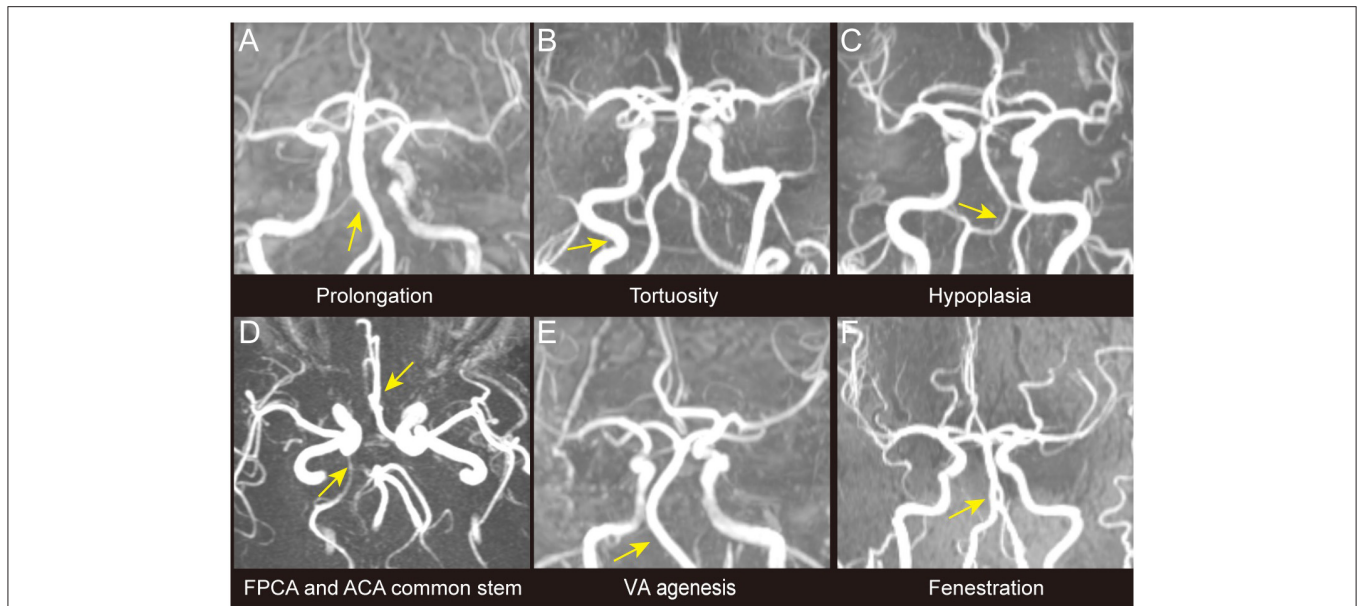 A
B
C
Prolongation
Tortuosity
Hypoplasia
D
E
F
FPCA and ACA common stem
VA agenesis
Fenestration